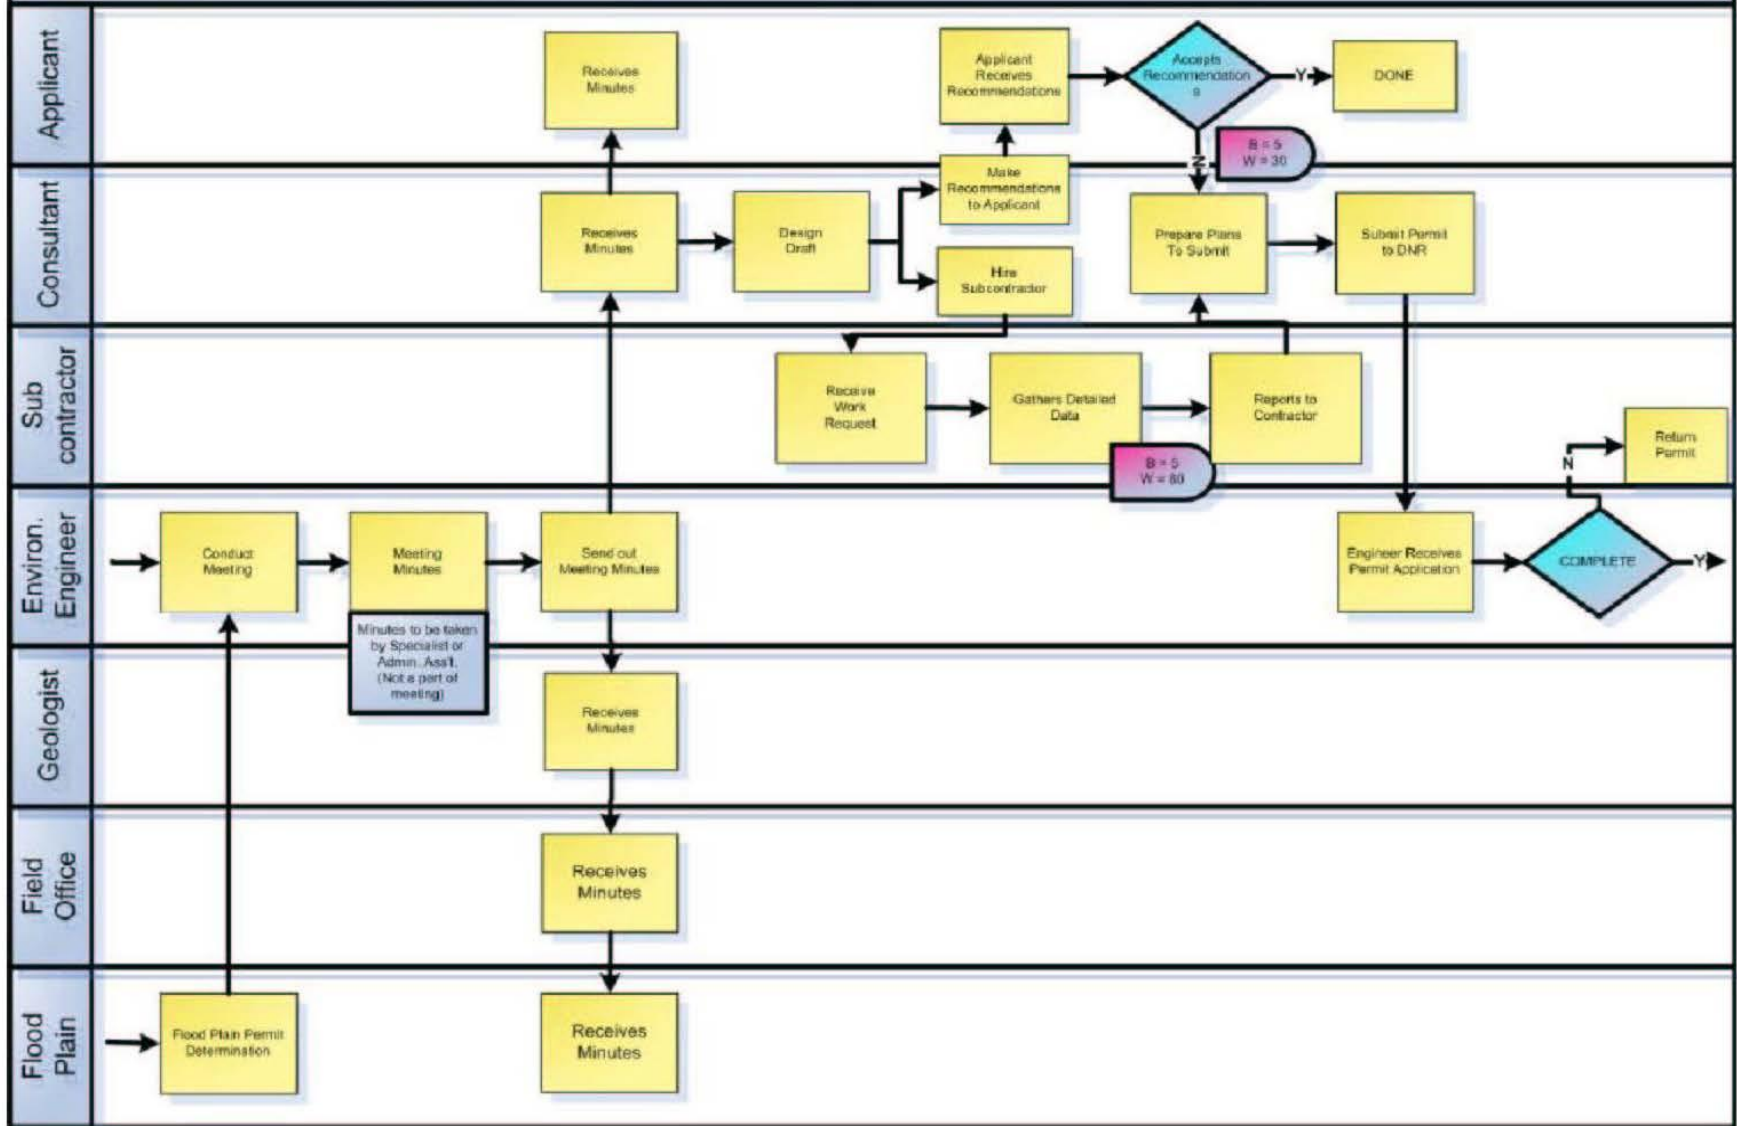 Applicant
Receives
Minutes
Applicant
Receives
Recommendations
Accepts
Recommendation
s
Y
DONE
N
B = 5
W = 30
Consultant
Receives
Minutes
Design
Draft
Make
Recommendations
to Applicant
Hire
Subcontractor
Prepare Plans
To Submit
Submit Permit
to DNR
Sub
contractor
Receive
Work
Request
Gathers Detailed
Data
Reports to
Contractor
B = 5
W = 60
N
Return
Permit
Environ.
Engineer
Conduct
Meeting
Meeting
Minutes
Send out
Meeting Minutes
Engineer Receives
Permit Application
COMPLETE
Y
Minutes to be taken
by Specialist or
Admin. Ass't.
(Not a part of
meeting)
Geologist
Receives
Minutes
Field
Office
Receives
Minutes
Flood
Plain
Flood Plain Permit
Determination
Receives
Minutes